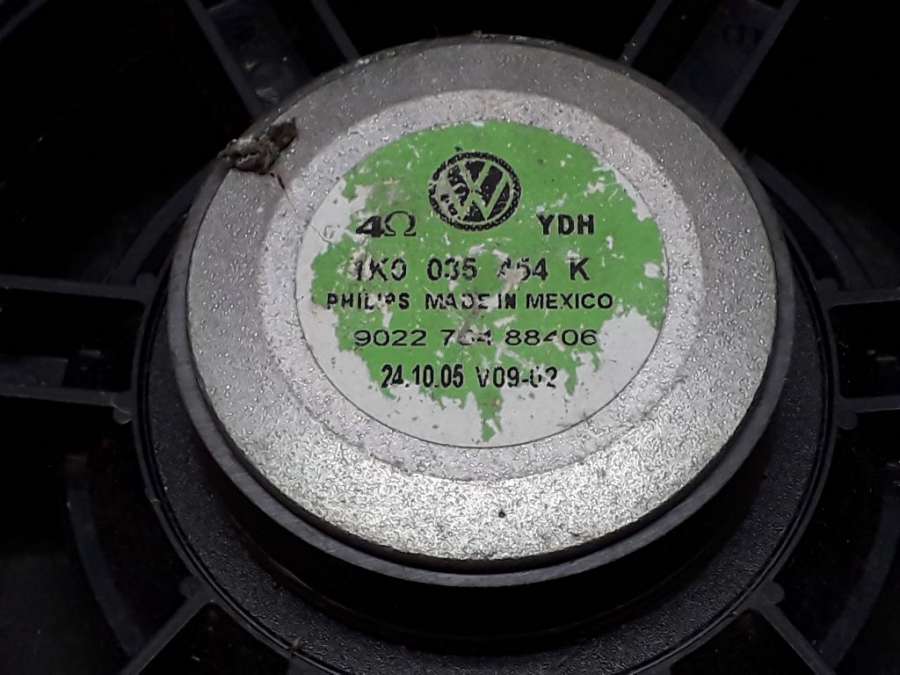 4Ω YDH
1K0 035 454 K
PHILIPS MADE IN MEXICO
9022 764 88406
24.10.05 V09-02